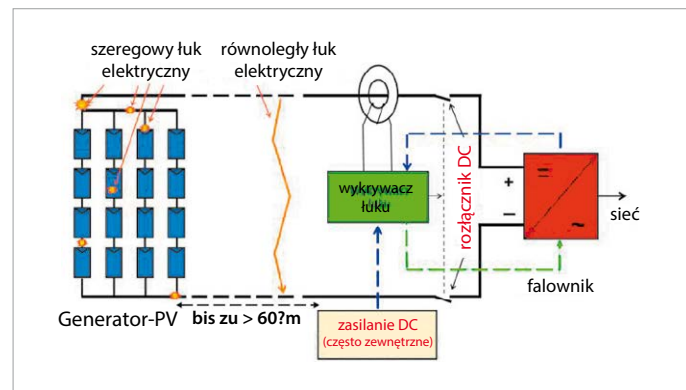 szeregowy łuk
elektryczny
równoległy łuk
elektryczny
wykrywacz
łuku
rozłącznik DC
+
=
–
~
sieć
falownik
Generator-PV
bis zu > 60?m
zasilanie DC
(często zewnętrzne)